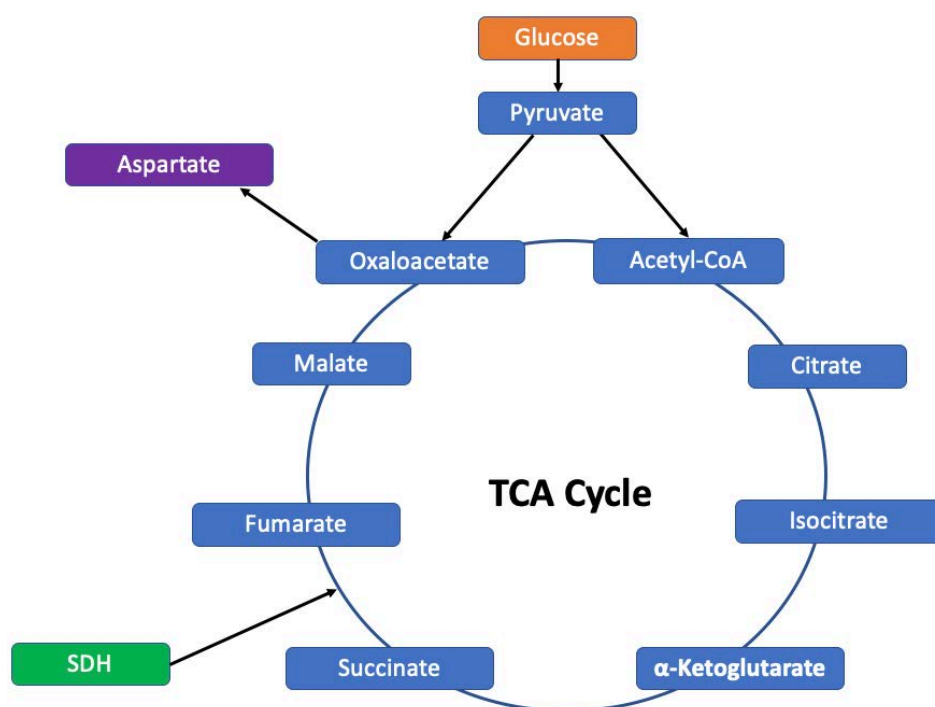 Glucose
Pyruvate
Aspartate
Oxaloacetate
Acetyl-CoA
Malate
Citrate
TCA Cycle
Fumarate
Isocitrate
SDH
Succinate
α-Ketoglutarate